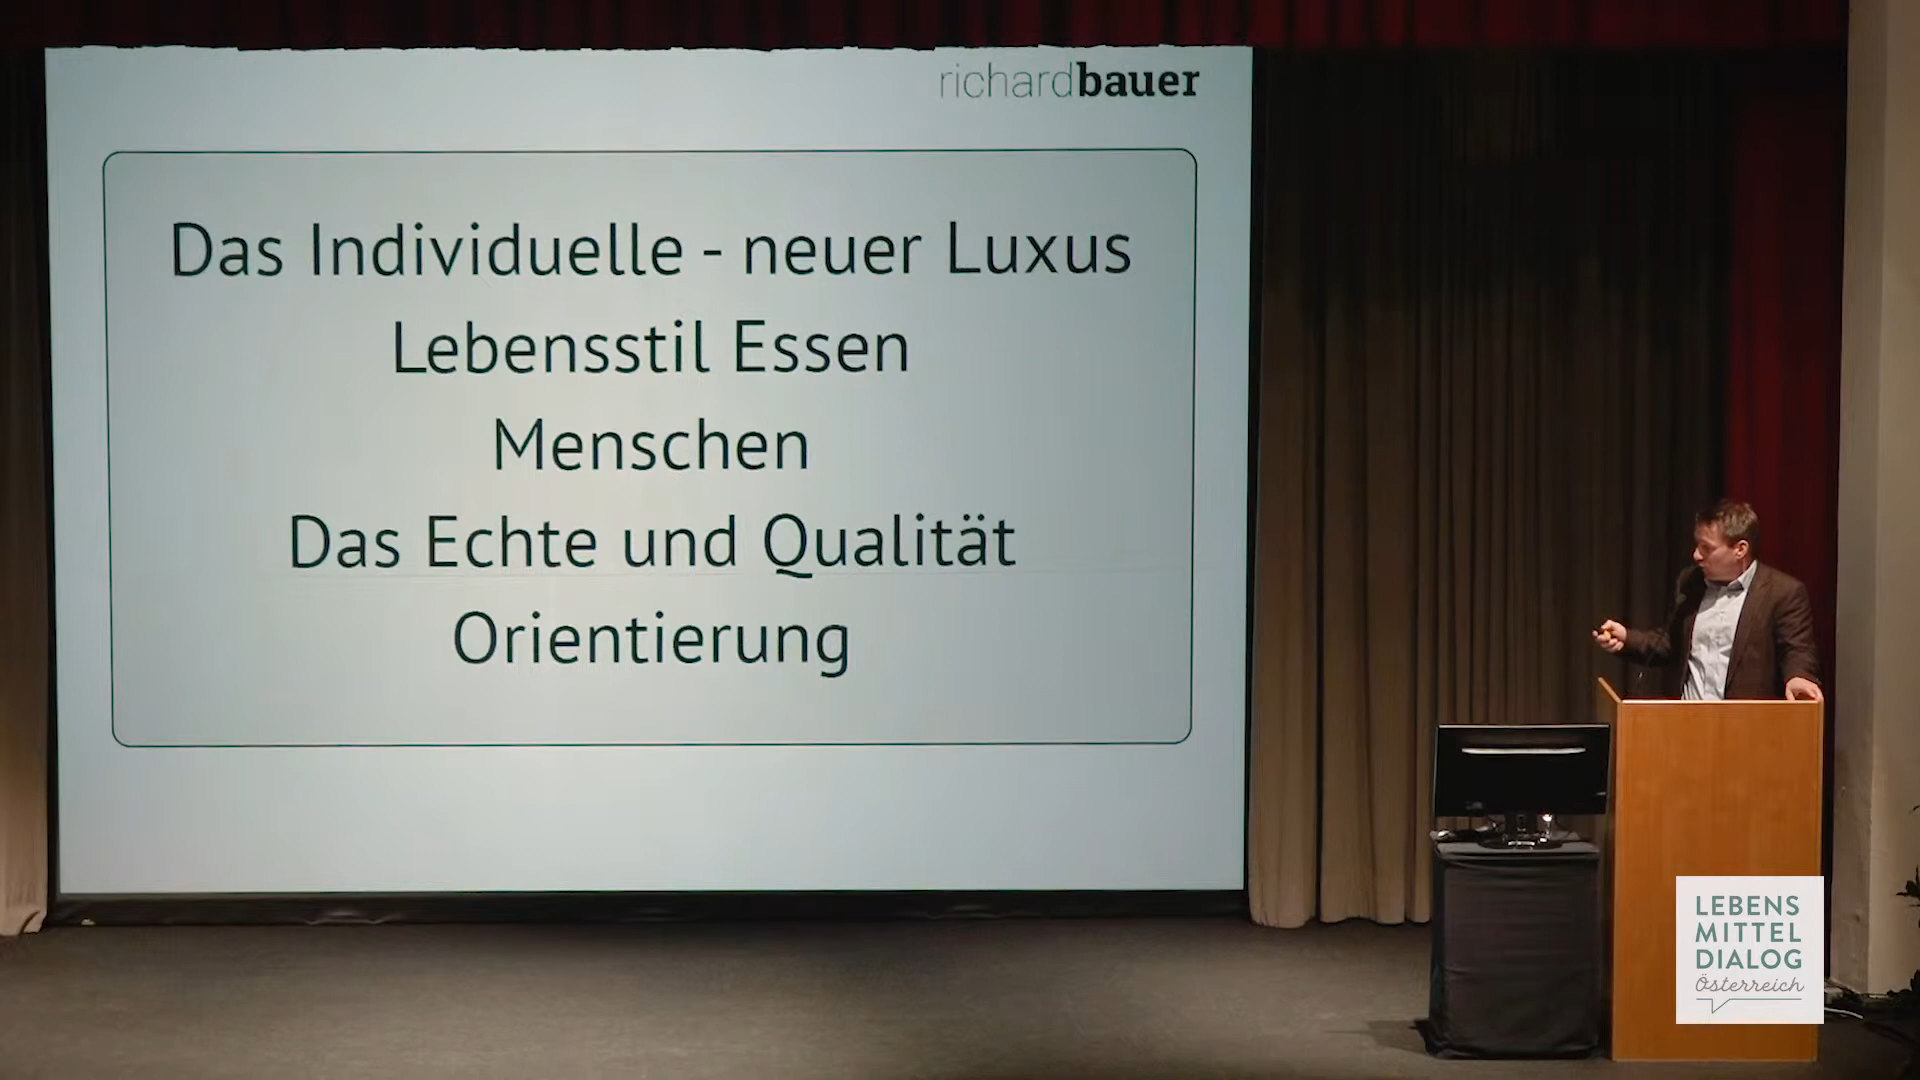 richardbauer
Das Individuelle - neuer Luxus
Lebensstil Essen
Menschen
Das Echte und Qualität
Orientierung
LEBENS
MITTEL
DIALOG
Österreich